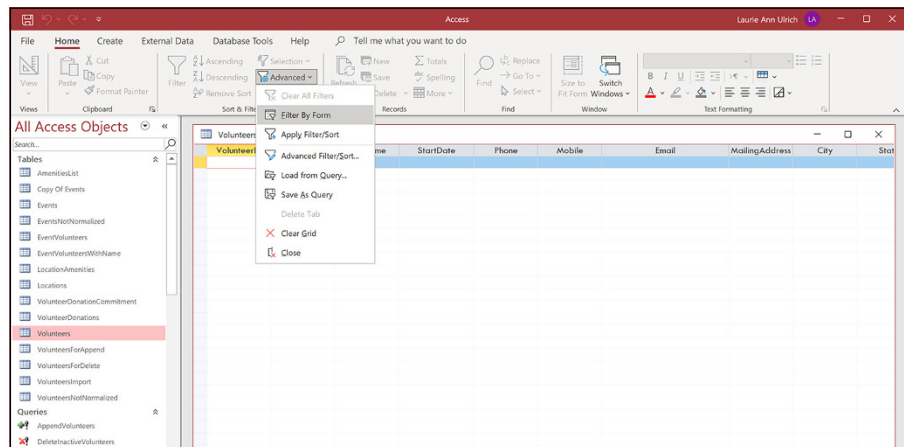 Access
Laurie Ann Ulrich
LA
File Home Create External Data Database Tools Help Tell me what you want to do
View
Paste
Cut
Copy
Format Painter
Filter
Ascending
Descending
Remove Sort
Selection
Advanced
Refresh
New
Save
Delete
Totals
Spelling
More
Find
Replace
Go To
Select
Size to
Fit Form
Switch
Windows
B I U
A
Views Clipboard Sort & Filte Records Find Window Text Formatting
Clear All Filters
Filter By Form
Apply Filter/Sort
Advanced Filter/Sort...
Load from Query...
Save As Query
Delete Tab
Clear Grid
Close
All Access Objects
Search...
Tables
AmenitiesList
Copy Of Events
Events
EventsNotNormalized
EventVolunteers
EventVolunteersWithName
LocationAmenities
Locations
VolunteerDonationCommitment
VolunteerDonations
Volunteers
VolunteersForAppend
VolunteersForDelete
VolunteersImport
VolunteersNotNormalized
Queries
AppendVolunteers
DeleteInactiveVolunteers
Volunteers
VolunteerI me StartDate Phone Mobile Email MailingAddress City Stat